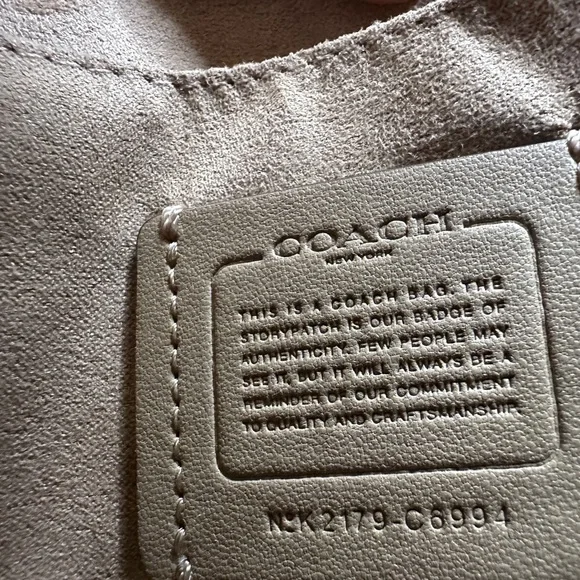 COACH
NEW YORK
THIS IS A COACH BAG. THE
STORYPATCH IS OUR BADGE OF
AUTHENTICITY. FEW PEOPLE MAY
SEE IT, BUT IT WILL ALWAYS BE A
REMINDER OF OUR COMMITMENT
TO QUALITY AND CRAFTSMANSHIP.
No K2179-C6994